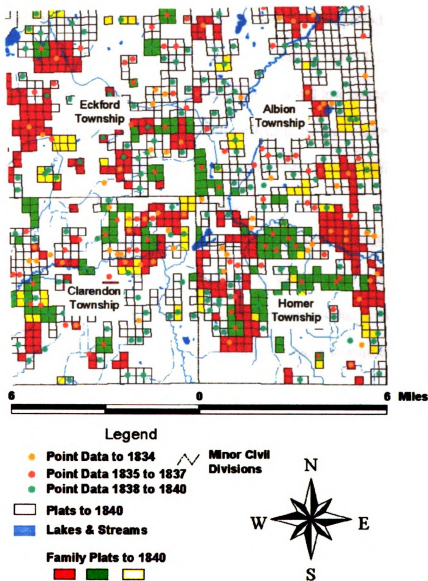 Eckford
Township
Albion
Township
Clarendon
Township
Homer
Township
6 0 6 Miles
Legend
Point Data to 1834
Point Data 1835 to 1837
Point Data 1838 to 1840
Plats to 1840
Lakes & Streams
Family Plats to 1840
Minor Civil
Divisions
N
W E
S